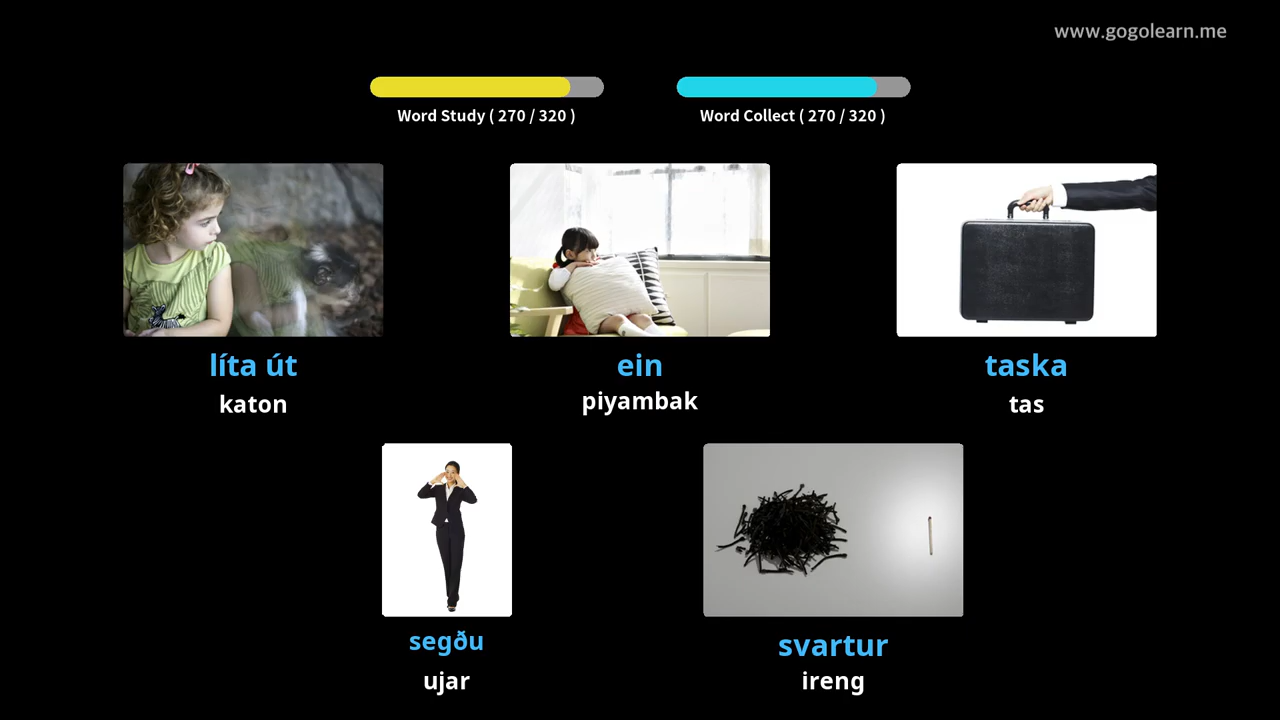 www.gogolearn.me
Word Study ( 270 / 320 )
Word Collect ( 270 / 320 )
líta út
katon
ein
piyambak
taska
tas
segðu
ujar
svartur
ireng